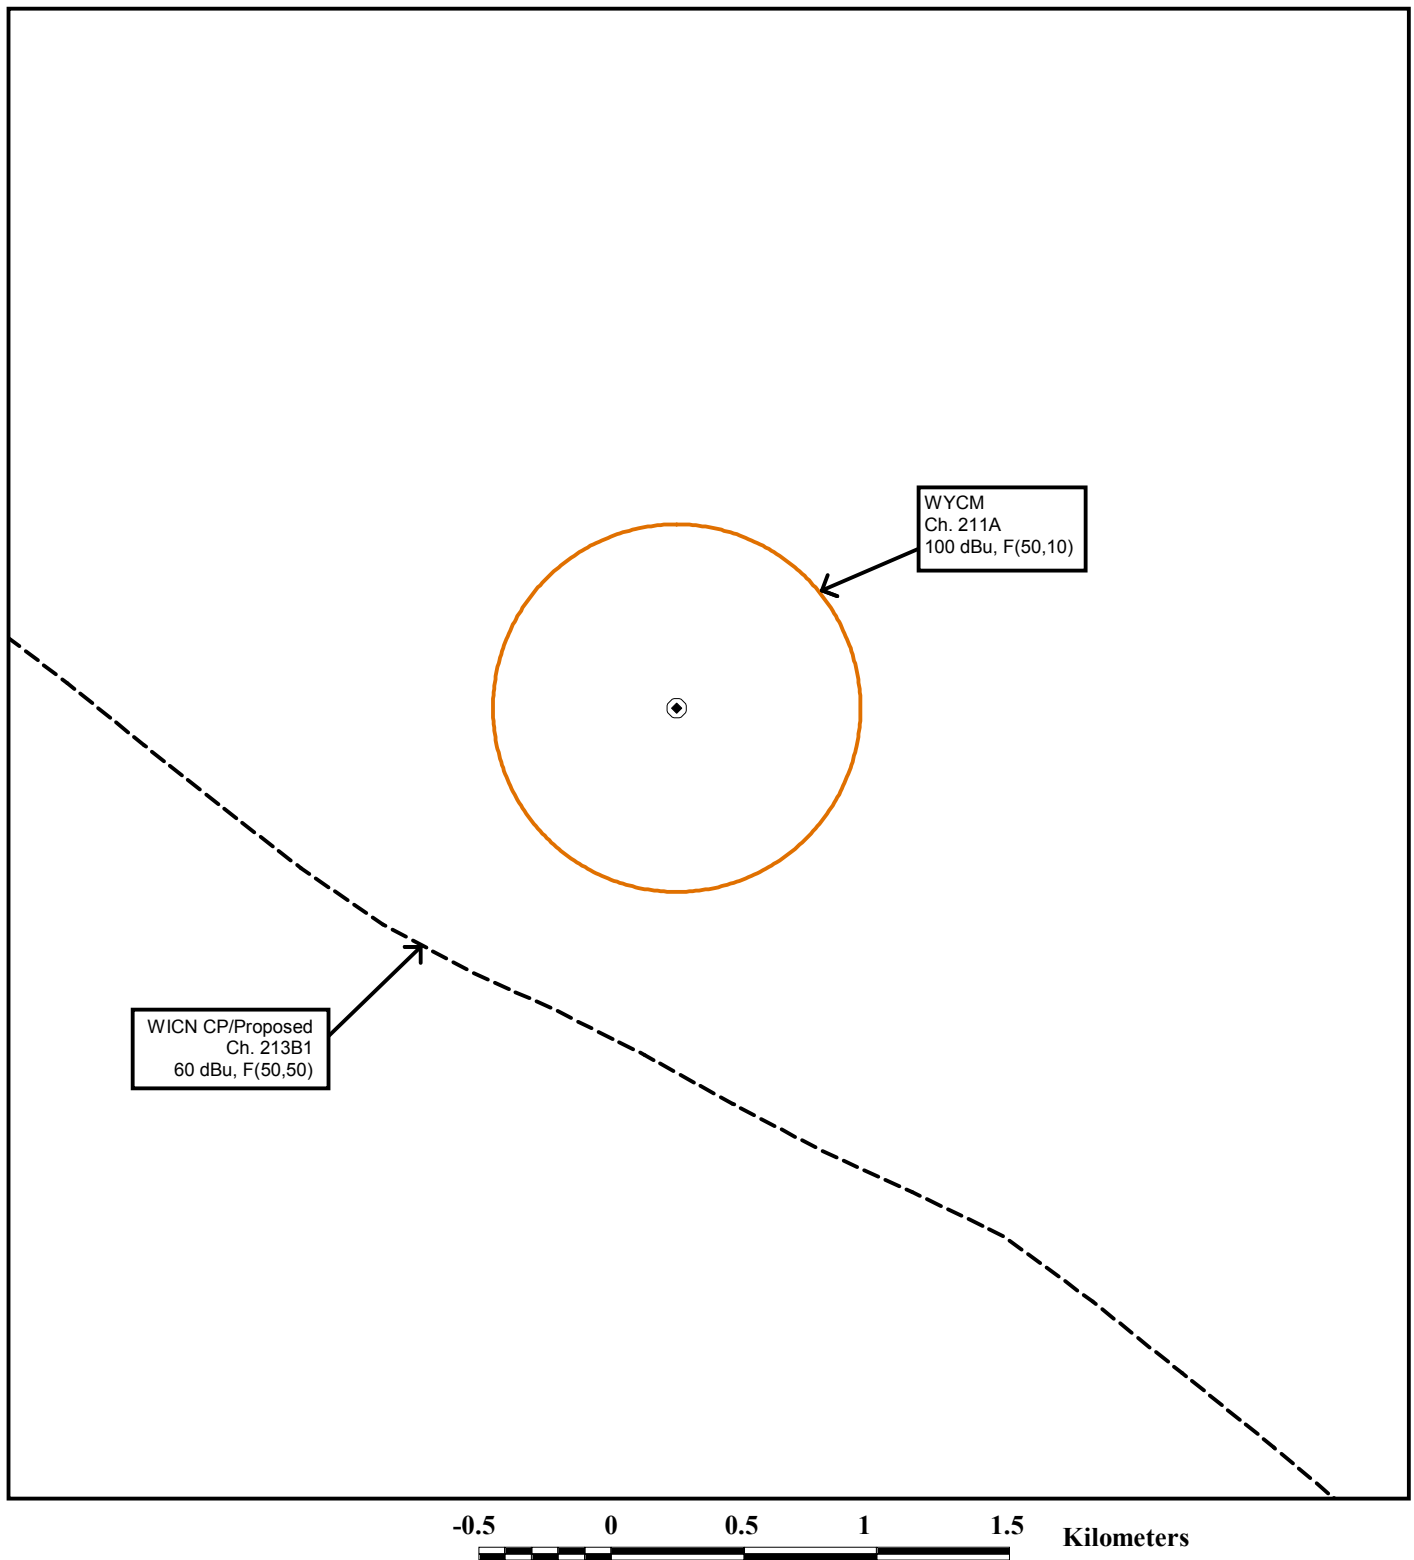 WYCM
Ch. 211A
100 dBu, F(50,10)
WICN CP/Proposed
Ch. 213B1
60 dBu, F(50,50)
-0.5 0 0.5 1 1.5 Kilometers